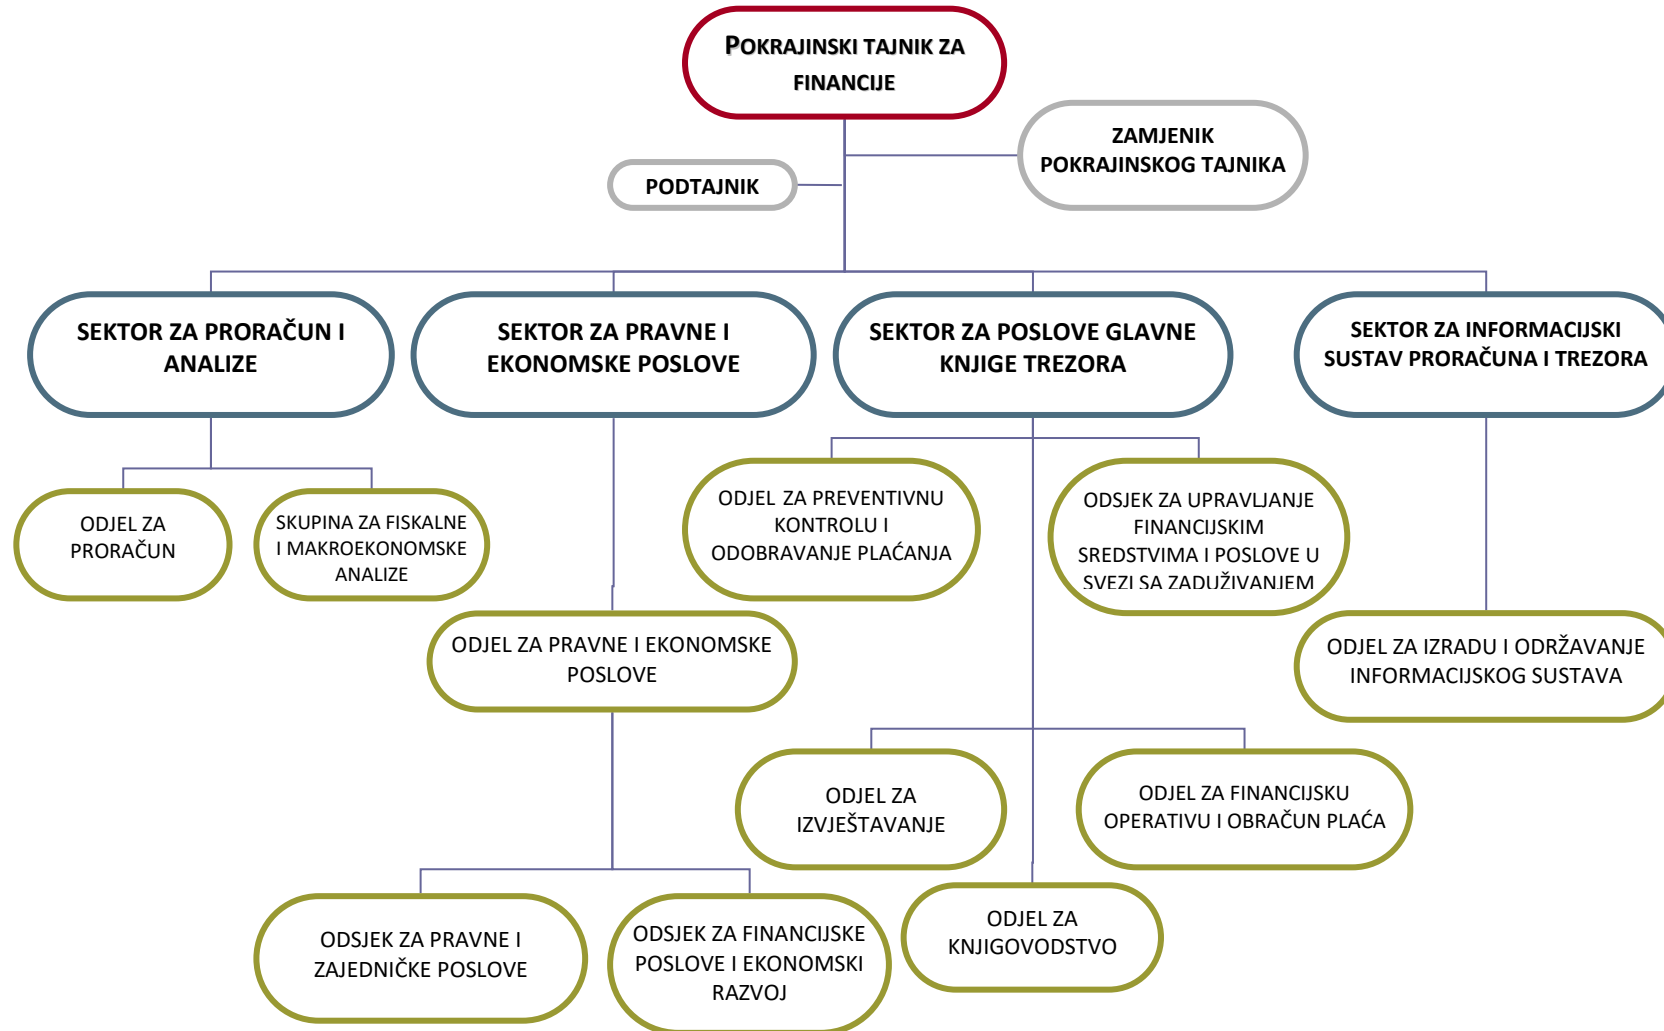 POKRAJINSKI TAJNIK ZA
FINANCIJE
ZAMJENIK
POKRAJINSKOG TAJNIKA
PODTAJNIK
SEKTOR ZA PRORAČUN I
ANALIZE
SEKTOR ZA PRAVNE I
EKONOMSKE POSLOVE
SEKTOR ZA POSLOVE GLAVNE
KNJIGE TREZORA
SEKTOR ZA INFORMACIJSKI
SUSTAV PRORAČUNA I TREZORA
ODJEL ZA
PRORAČUN
SKUPINA ZA FISKALNE
I MAKROEKONOMSKE
ANALIZE
ODJEL ZA PREVENTIVNU
KONTROLU I
ODOBRAVANJE PLAĆANJA
ODSJEK ZA UPRAVLJANJE
FINANCIJSKIM
SREDSTVIMA I POSLOVE U
SVEZI SA ZADUŽIVANJEM
ODJEL ZA PRAVNE I EKONOMSKE
POSLOVE
ODJEL ZA IZRADU I ODRŽAVANJE
INFORMACIJSKOG SUSTAVA
ODJEL ZA
IZVJEŠTAVANJE
ODJEL ZA FINANCIJSKU
OPERATIVU I OBRAČUN PLAĆA
ODSJEK ZA PRAVNE I
ZAJEDNIČKE POSLOVE
ODSJEK ZA FINANCIJSKE
POSLOVE I EKONOMSKI
RAZVOJ
ODJEL ZA
KNJIGOVODSTVO